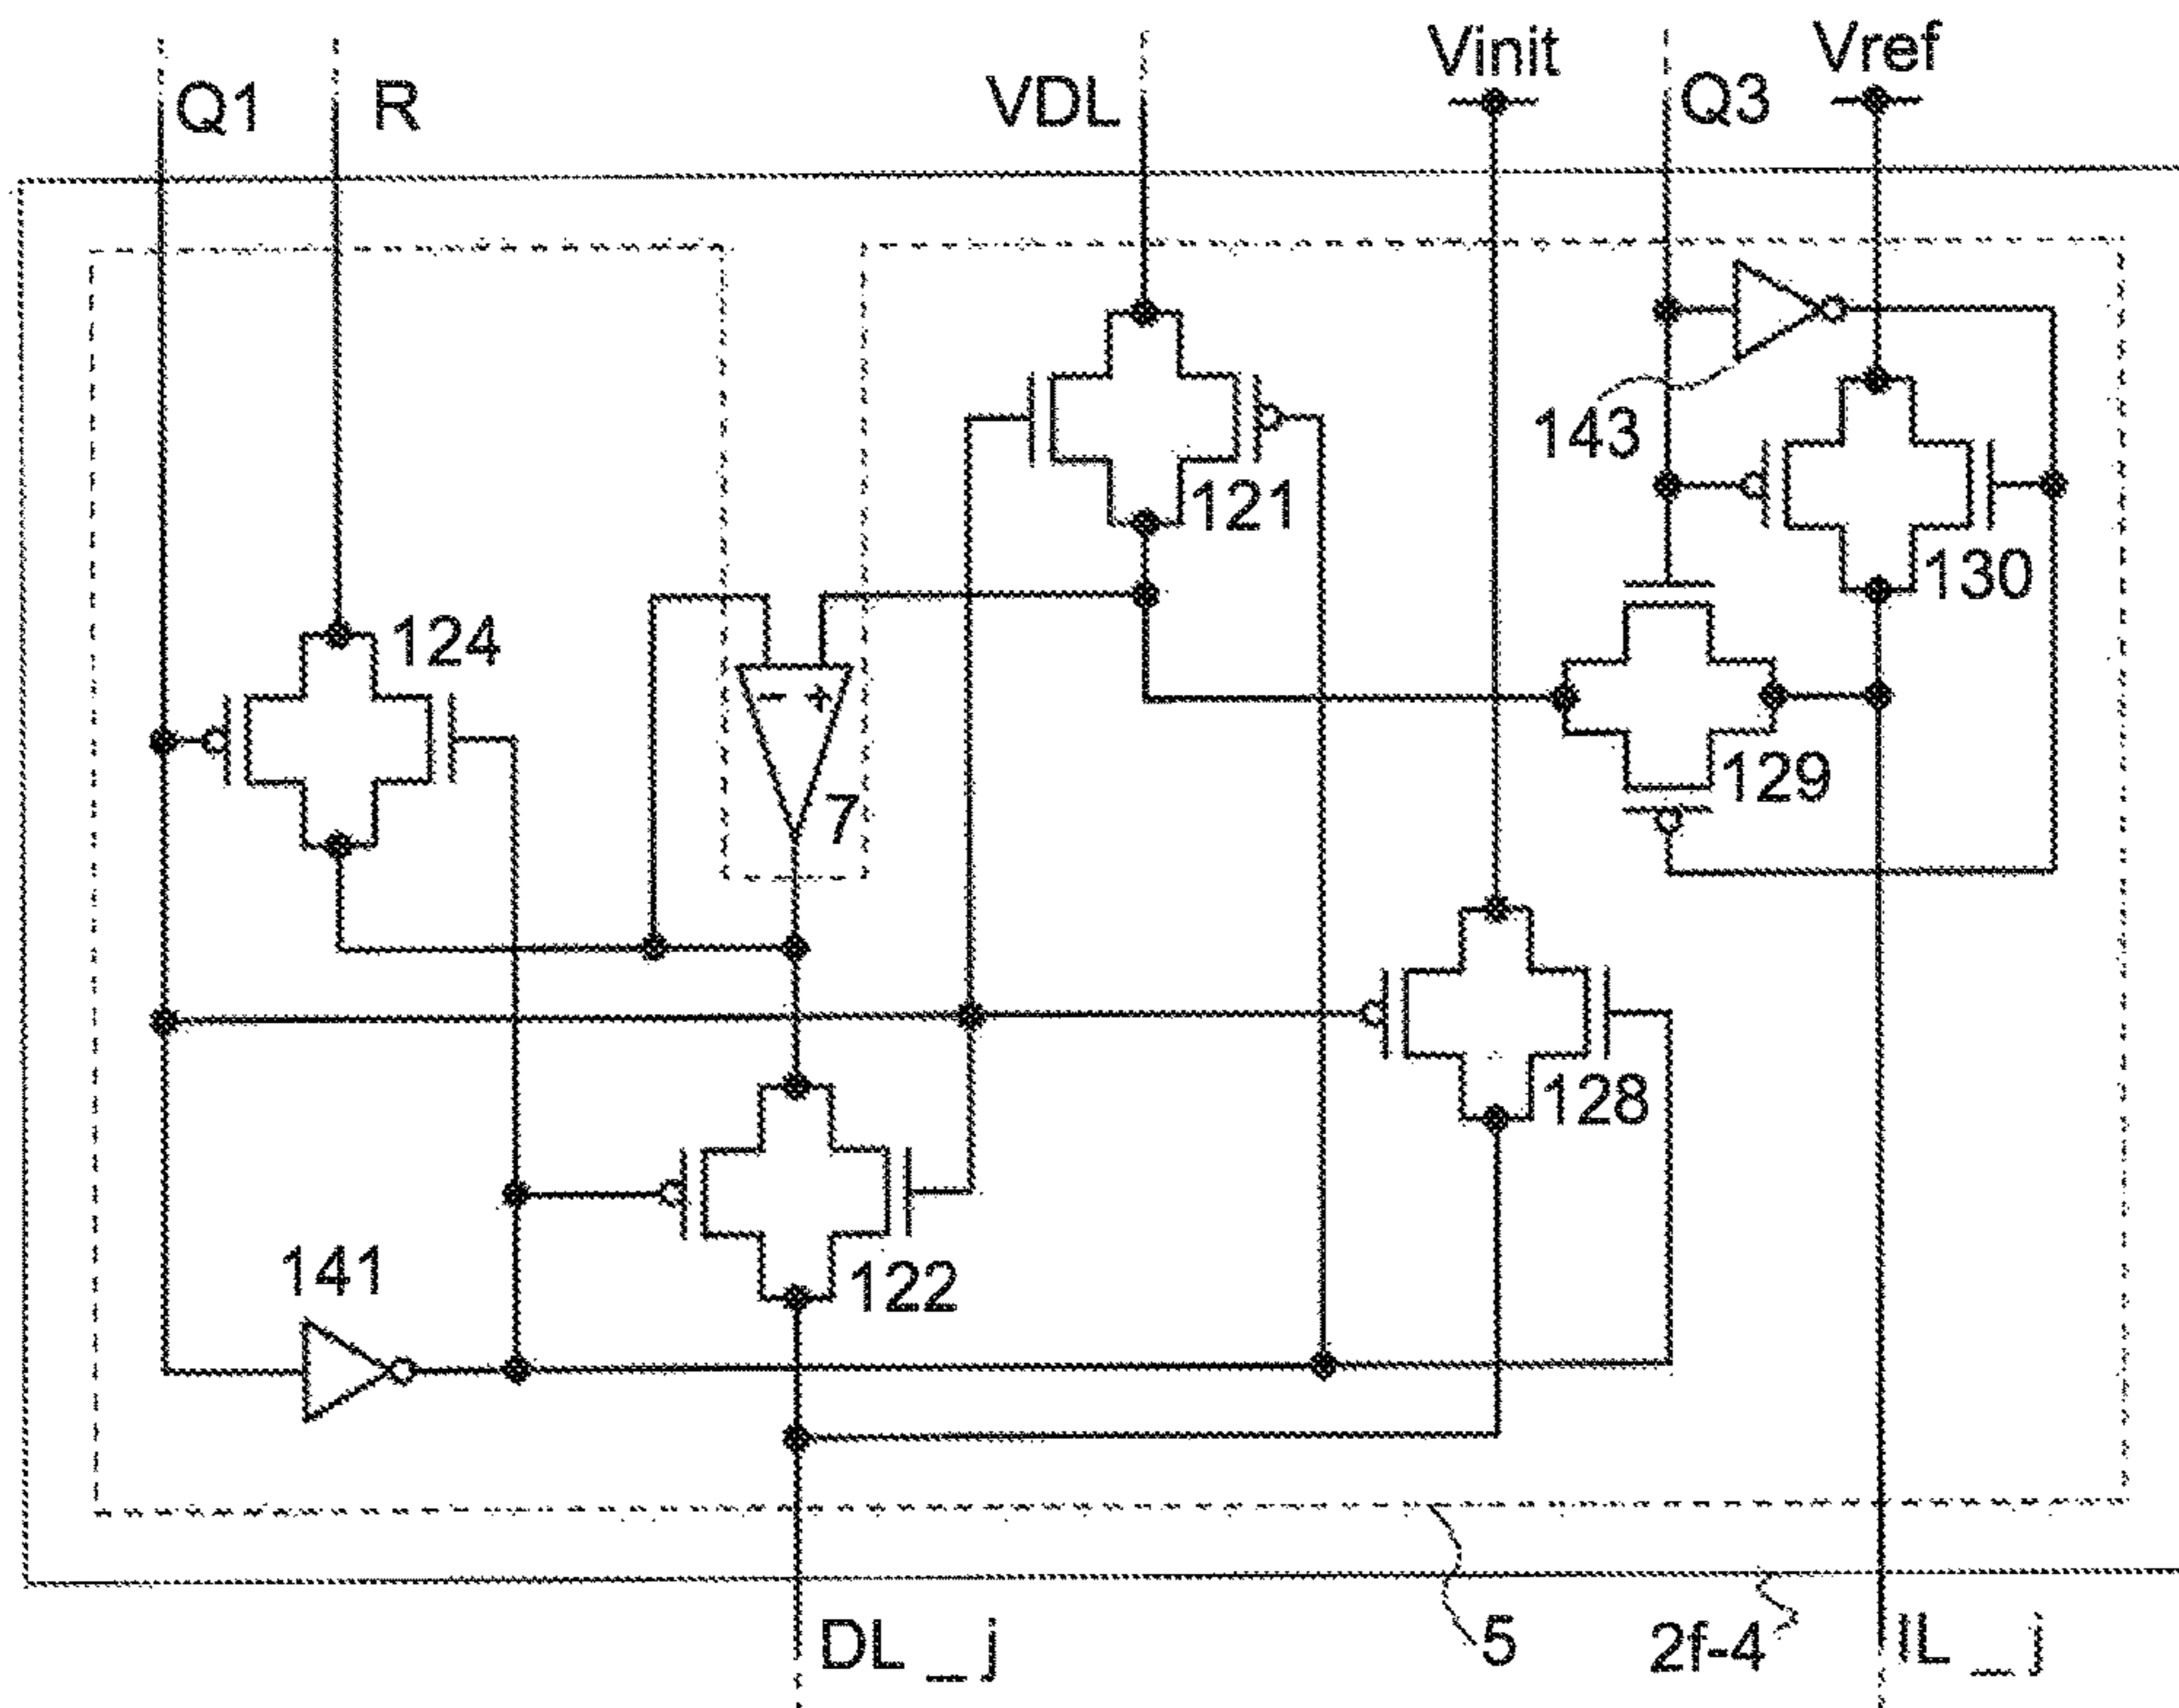 Q1
R
VDL
Vinit
Q3
Vref
143
121
130
124
- +
7
129
128
122
141
5
2f-4
DL _ j
IL _ j